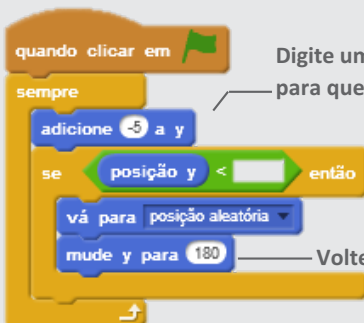 quando clicar em
Digite un
sempre
para que
adicione -5 a y
se posição y < então
vá para posição aleatória
mude y para 180
Volte